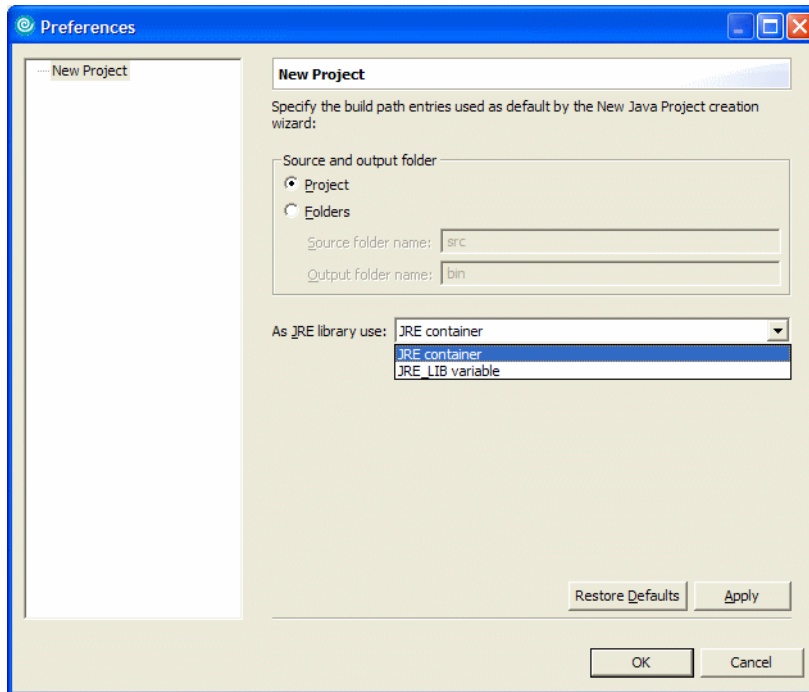 Preferences
New Project
New Project
Specify the build path entries used as default by the New Java Project creation
wizard:
Source and output folder
Project
Folders
Source folder name: src
Output folder name: bin
As JRE library use: JRE container
JRE container
JRE_LIB variable
Restore Defaults Apply
OK Cancel